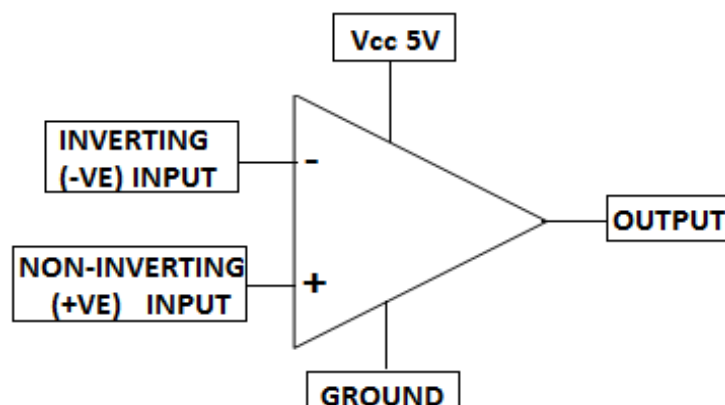 Vcc 5V
INVERTING
(-VE) INPUT
-
OUTPUT
NON-INVERTING
(+VE) INPUT
+
GROUND